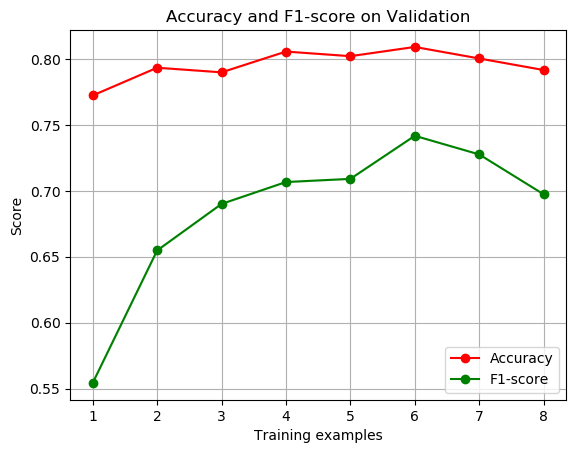 Accuracy and F1-score on Validation
Score
0.80
0.75
0.70
0.65
0.60
0.55
Accuracy
F1-score
1 2 3 4 5 6 7 8
Training examples